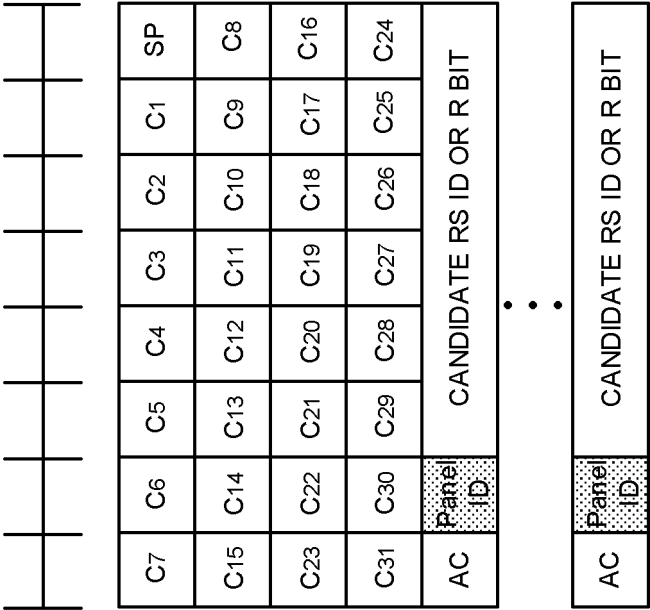 C7 C6 C5 C4 C3 C2 C1 SP
C15 C14 C13 C12 C11 C10 C9 C8
C23 C22 C21 C20 C19 C18 C17 C16
C31 C30 C29 C28 C27 C26 C25 C24
AC Panel ID CANDIDATE RS ID OR R BIT
AC Panel ID CANDIDATE RS ID OR R BIT